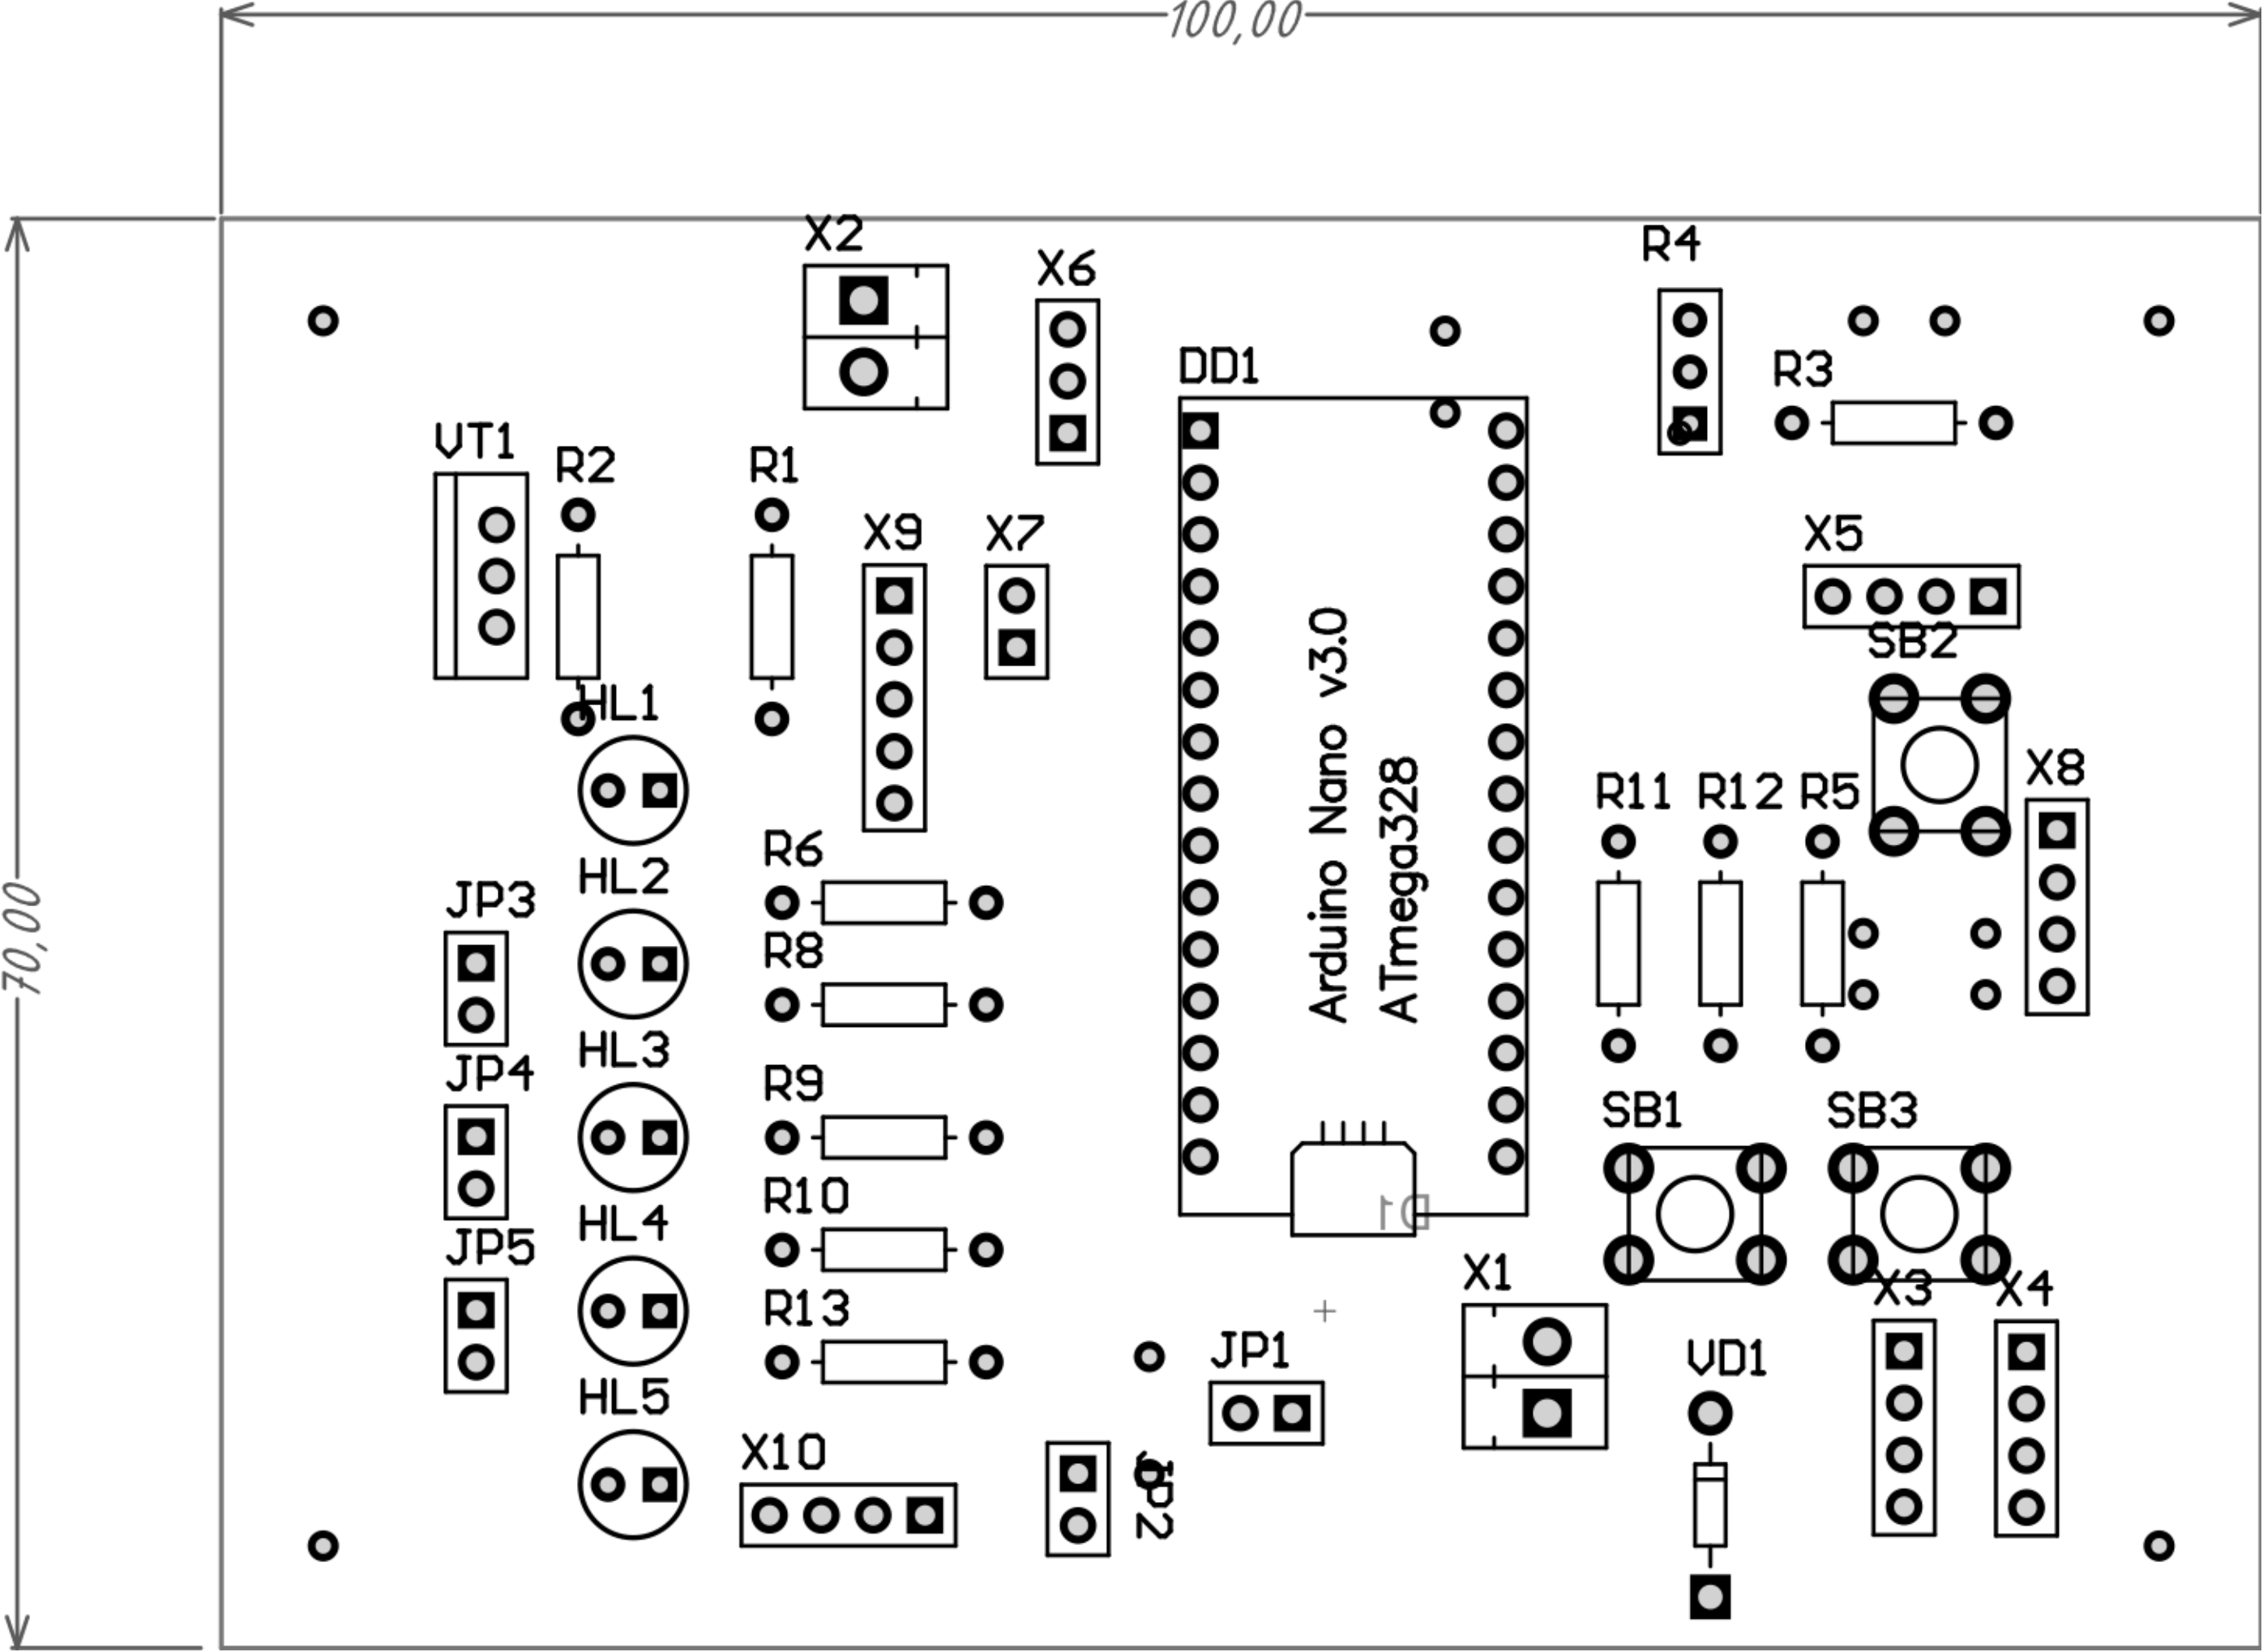 100,00
X2
R4
X6
DD1
R3
VT1
R2
R1
X9
X7
X5
SB2
HL1
X8
R11
R12
R5
R6
HL2
JP3
70,00
R8
Arduino Nano v3.0
ATmega328
HL3
JP4
R9
SB1
SB3
R10
D1
HL4
JP5
X1
X3
X4
R13
JP1
VD1
HL5
X10
JP2